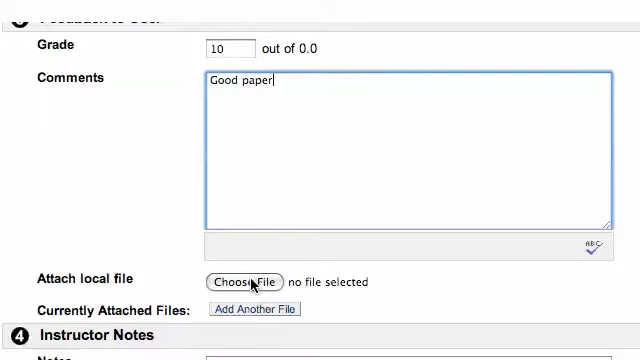 Grade
10 out of 0.0
Comments
Good paper
ABC
Attach local file
Choose File no file selected
Currently Attached Files: Add Another File
4 Instructor Notes